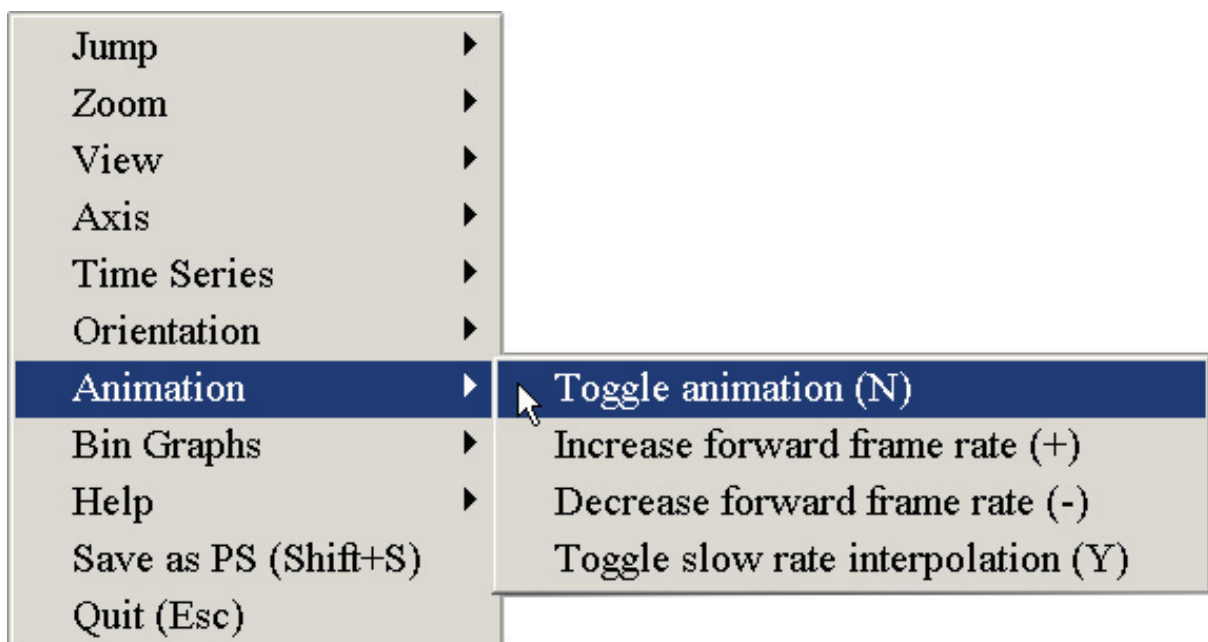 Jump
Zoom
View
Axis
Time Series
Orientation
Animation
Bin Graphs
Help
Save as PS (Shift+S)
Quit (Esc)
Toggle animation (N)
Increase forward frame rate (+)
Decrease forward frame rate (-)
Toggle slow rate interpolation (Y)